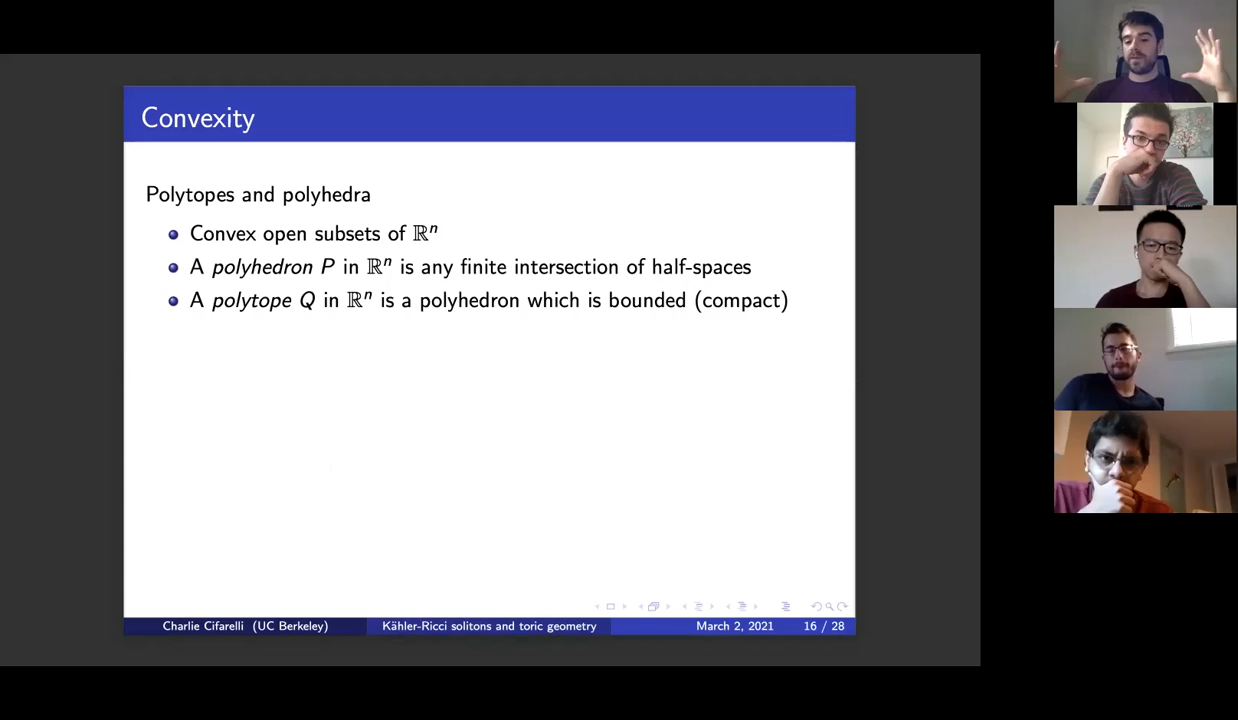 Convexity
Polytopes and polyhedra
Convex open subsets of ℝⁿ
A polyhedron P in ℝⁿ is any finite intersection of half-spaces
A polytope Q in ℝⁿ is a polyhedron which is bounded (compact)
Charlie Cifarelli (UC Berkeley) Kähler-Ricci solitons and toric geometry March 2, 2021 16 / 28